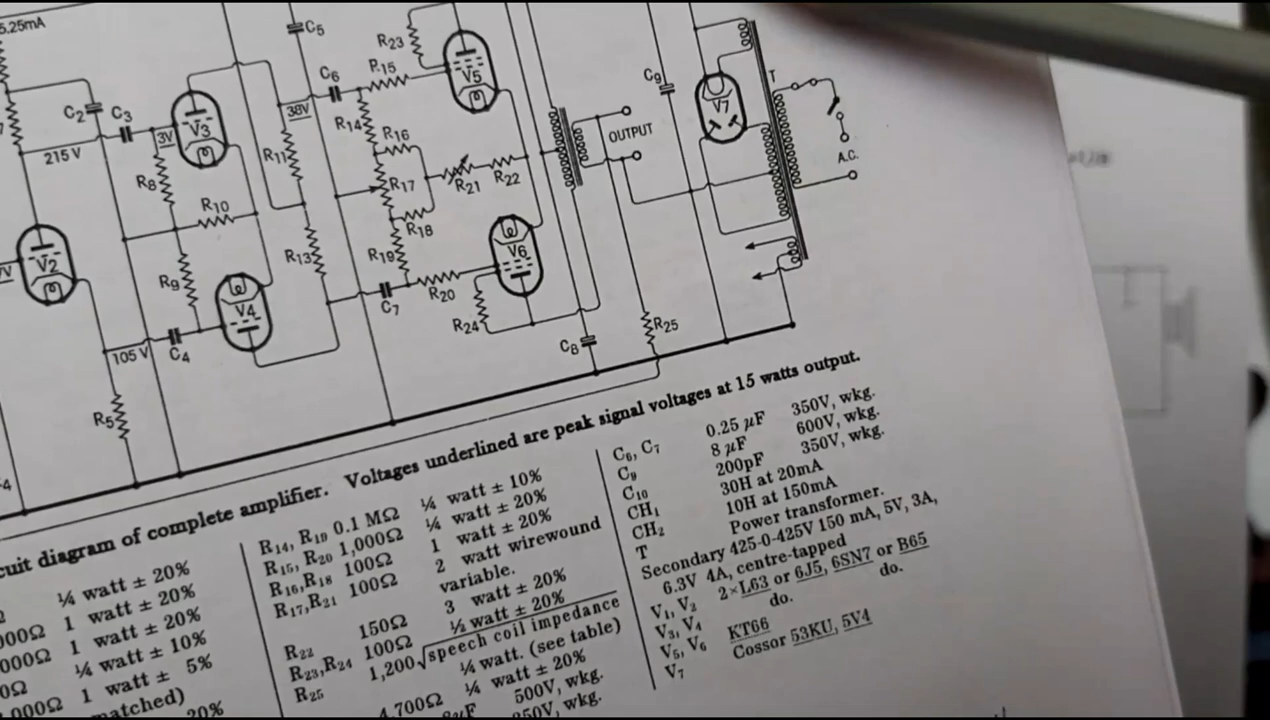 5.25mA
C5
R23
R15
C6
V5
C9
T
C2
C3
V3
3V
38V
R14
R16
OUTPUT
V7
A.C.
215 V
R8
R11
R17
R21
R22
R10
R18
V2
R13
R19
V6
R9
R20
C7
V4
R24
R25
105 V
C4
C8
R5
cuit diagram of complete amplifier. Voltages underlined are peak signal voltages at 15 watts output.
¼ watt ± 20%
000Ω 1 watt ± 20%
000Ω 1 watt ± 20%
0Ω ¼ watt ± 10%
000Ω 1 watt ± 5%
matched)
20%
R14, R19 0.1 MΩ ¼ watt ± 10%
R15, R20 1,000Ω ¼ watt ± 20%
R16,R18 100Ω 1 watt ± 20%
R17,R21 100Ω 2 watt wirewound
variable.
R22 150Ω 3 watt ± 20%
R23,R24 100Ω ½ watt ± 20%
R25 1,200√speech coil impedance
¼ watt. (see table)
4,700Ω ¼ watt ± 20%
8μF 500V, wkg.
350V, wkg.
C6, C7 0.25 μF 350V, wkg.
C9 8 μF 600V, wkg.
C10 200pF 350V, wkg.
CH1 30H at 20mA
CH2 10H at 150mA
T Power transformer.
Secondary 425-0-425V 150 mA, 5V, 3A,
6.3V 4A, centre-tapped
V1, V2 2×L63 or 6J5, 6SN7 or B65
V3, V4 do. do.
V5, V6 KT66
V7 Cossor 53KU, 5V4